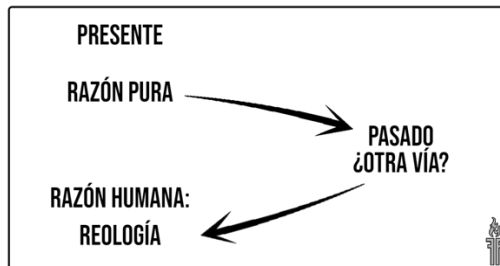 PRESENTE
RAZÓN PURA
PASADO
¿OTRA VÍA?
RAZÓN HUMANA:
REOLOGÍA